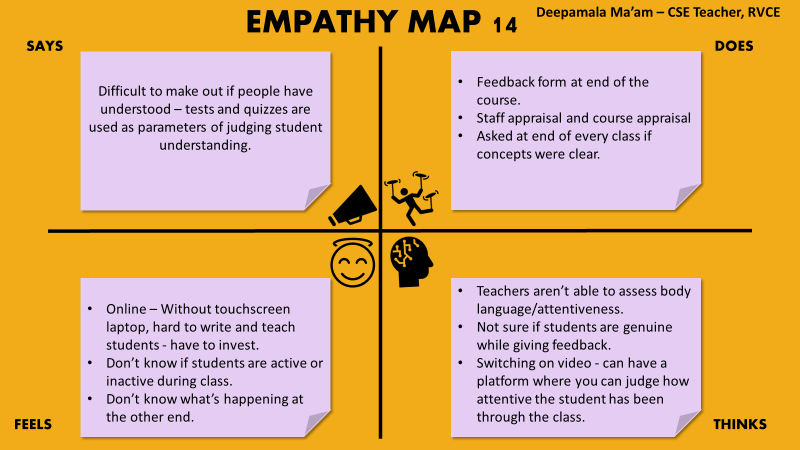 EMPATHY MAP 14
Deepamala Ma’am – CSE Teacher, RVCE
SAYS
Difficult to make out if people have
understood – tests and quizzes are
used as parameters of judging student
understanding.
DOES
• Feedback form at end of the
course.
• Staff appraisal and course appraisal
• Asked at end of every class if
concepts were clear.
FEELS
• Online – Without touchscreen
laptop, hard to write and teach
students - have to invest.
• Don’t know if students are active or
inactive during class.
• Don’t know what’s happening at
the other end.
THINKS
• Teachers aren’t able to assess body
language/attentiveness.
• Not sure if students are genuine
while giving feedback.
• Switching on video - can have a
platform where you can judge how
attentive the student has been
through the class.